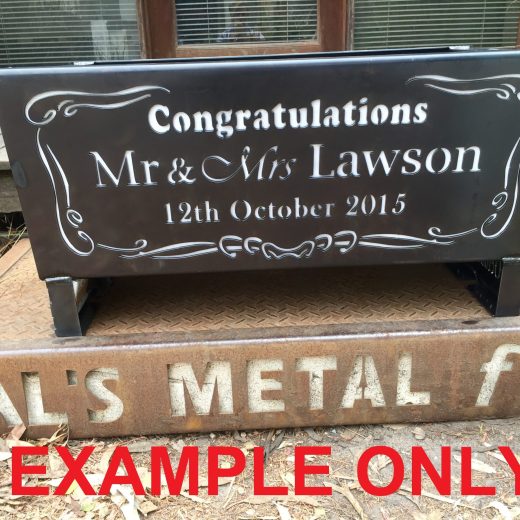 Congratulations
Mr & Mrs Lawson
12th October 2015
AL'S METAL f
EXAMPLE ONLY